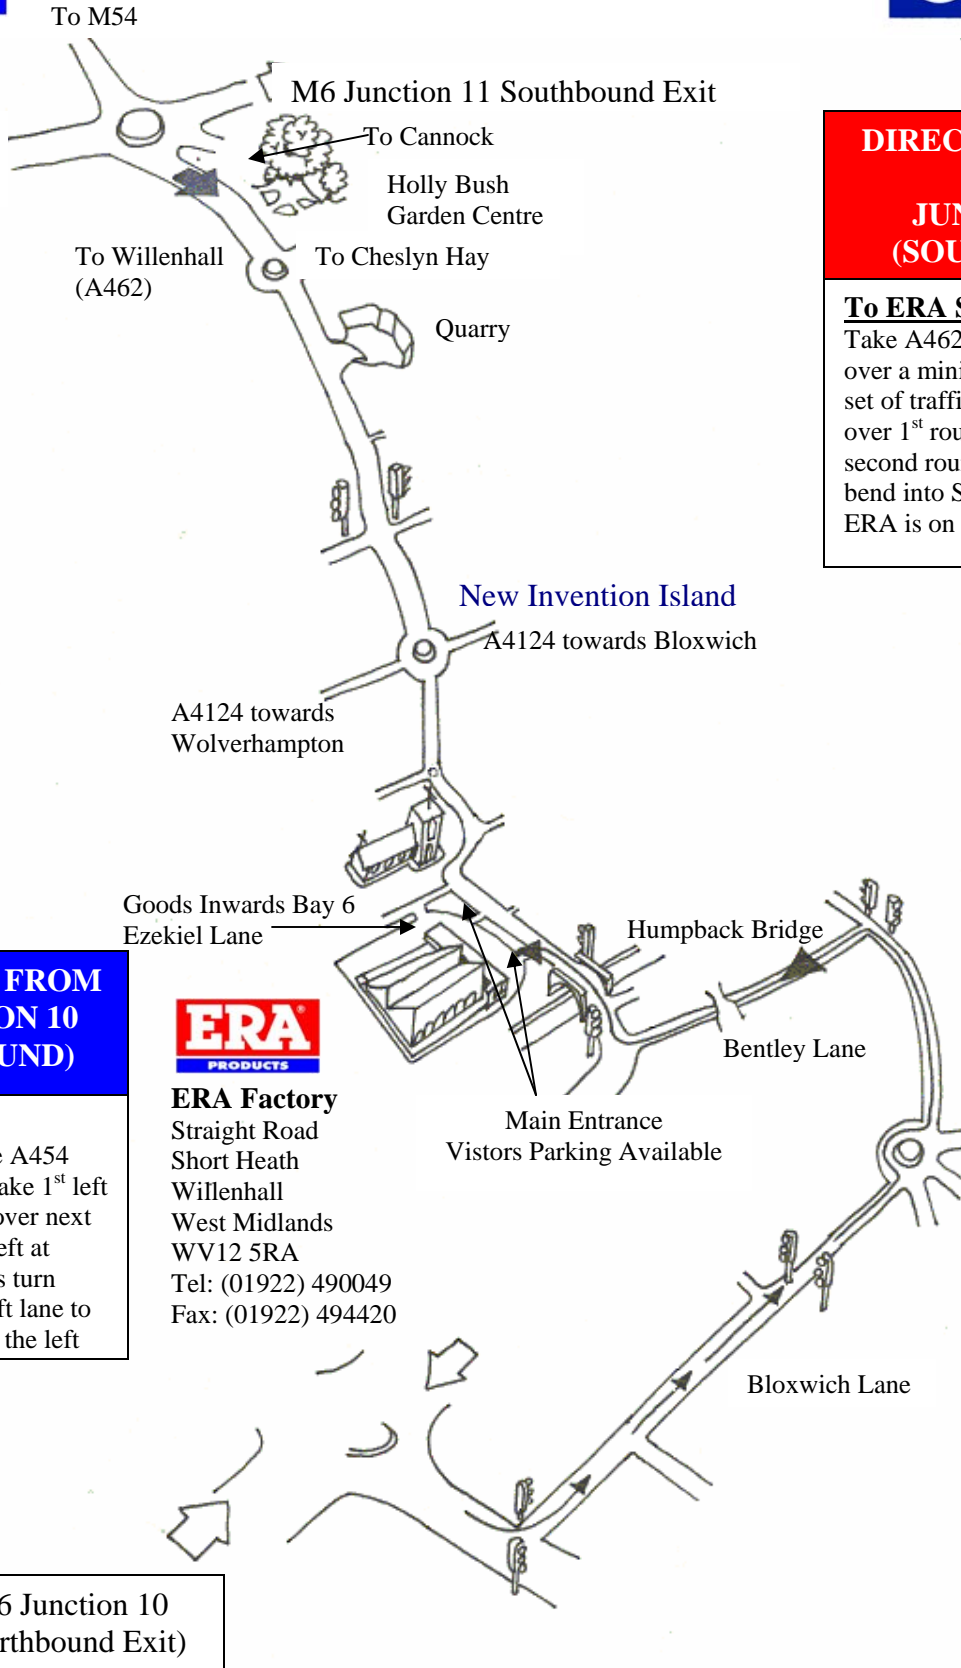 To M54
M6 Junction 11 Southbound Exit
To Cannock
Holly Bush
Garden Centre
To Willenhall
(A462)
To Cheslyn Hay
Quarry
DIREC
JUN
(SOU
To ERA S
Take A462
over a mini
set of traffi
over 1st rou
second rou
bend into S
ERA is on
New Invention Island
A4124 towards Bloxwich
A4124 towards
Wolverhampton
Goods Inwards Bay 6
Ezekiel Lane
Humpback Bridge
Bentley Lane
Main Entrance
Vistors Parking Available
FROM
ON 10
UND)
e A454
ake 1st left
over next
eft at
s turn
ft lane to
the left
ERA
PRODUCTS
ERA Factory
Straight Road
Short Heath
Willenhall
West Midlands
WV12 5RA
Tel: (01922) 490049
Fax: (01922) 494420
Bloxwich Lane
6 Junction 10
rthbound Exit)